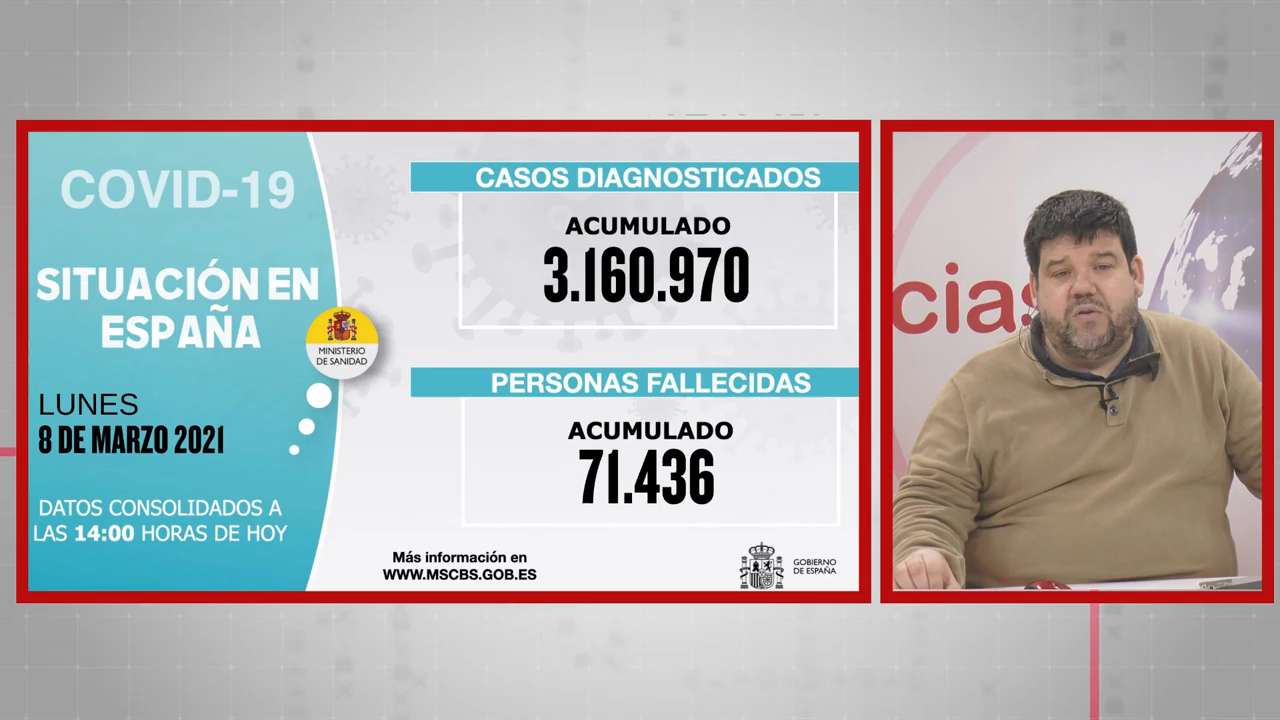 COVID-19
SITUACIÓN EN
ESPAÑA
MINISTERIO
DE SANIDAD
LUNES
8 DE MARZO 2021
DATOS CONSOLIDADOS A
LAS 14:00 HORAS DE HOY
CASOS DIAGNOSTICADOS
ACUMULADO
3.160.970
PERSONAS FALLECIDAS
ACUMULADO
71.436
Más información en
WWW.MSCBS.GOB.ES
GOBIERNO
DE ESPAÑA
cias